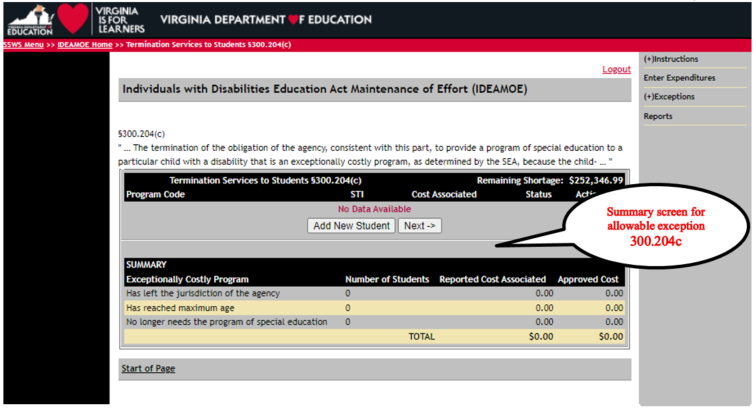 VIRGINIA DEPARTMENT OF
EDUCATION
VIRGINIA
IS FOR
LEARNERS
VIRGINIA DEPARTMENT F EDUCATION
SSWS Menu >> IDEAMOE Home >> Termination Services to Students §300.204(c)
(+)Instructions
Enter Expenditures
(+)Exceptions
Reports
Logout
Individuals with Disabilities Education Act Maintenance of Effort (IDEAMOE)
§300.204(c)
" … The termination of the obligation of the agency, consistent with this part, to provide a program of special education to a
particular child with a disability that is an exceptionally costly program, as determined by the SEA, because the child- … "
Termination Services to Students §300.204(c) Remaining Shortage: $252,346.99
Program Code STI Cost Associated Status
No Data Available
Add New Student Next ->
Summary screen for
allowable exception
300.204c
SUMMARY
Exceptionally Costly Program Number of Students Reported Cost Associated Approved Cost
Has left the jurisdiction of the agency 0 0.00 0.00
Has reached maximum age 0 0.00 0.00
No longer needs the program of special education 0 0.00 0.00
TOTAL $0.00 $0.00
Start of Page